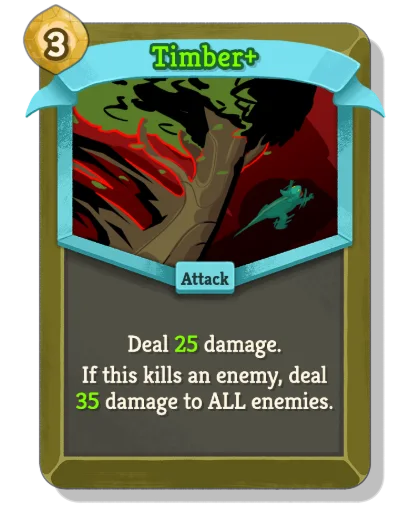 3
Timber+
Attack
Deal 25 damage.
If this kills an enemy, deal
35 damage to ALL enemies.